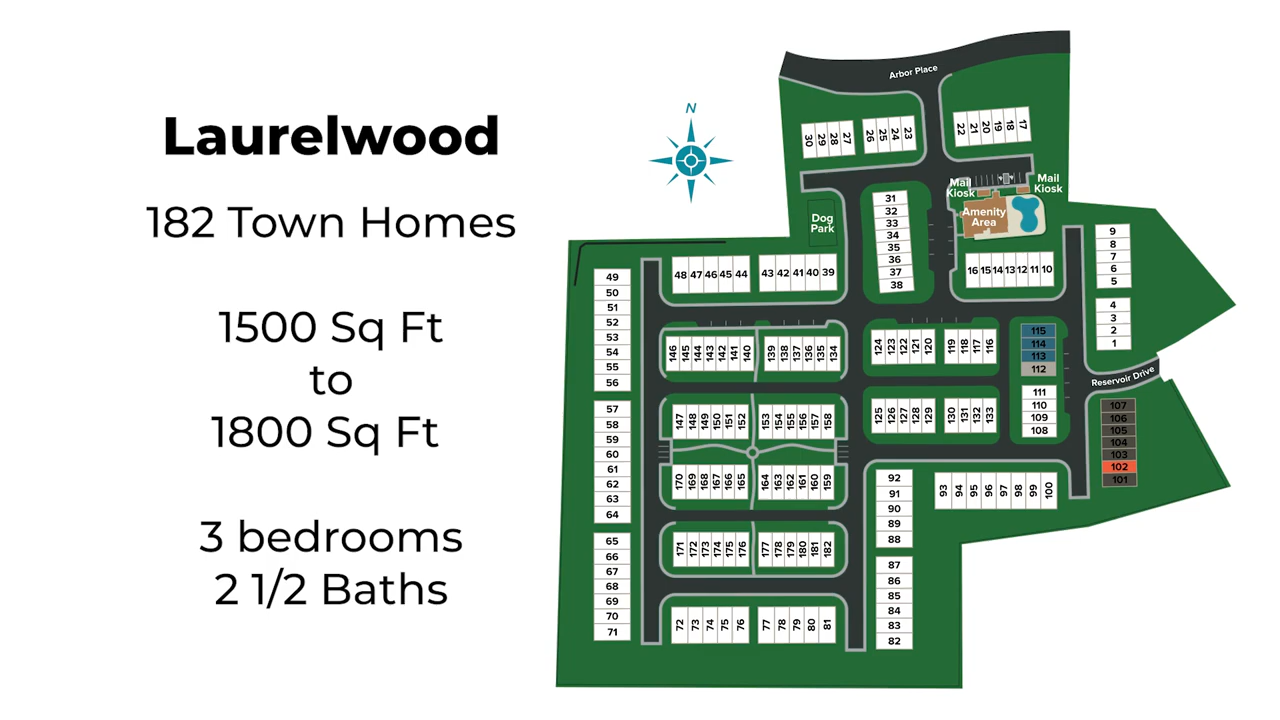 Laurelwood
182 Town Homes
1500 Sq Ft
to
1800 Sq Ft
3 bedrooms
2 1/2 Baths
N
Arbor Place
30 29 28 27
26 25 24 23
22 21 20 19 18 17
Mail
Kiosk
Mail
Kiosk
Amenity
Area
Dog
Park
31
32
33
34
35
36
37
38
16 15 14 13 12 11 10
9
8
7
6
5
4
3
2
1
48 47 46 45 44
43 42 41 40 39
49
50
51
52
53
54
55
56
57
58
59
60
61
62
63
64
65
66
67
68
69
70
71
146 145 144 143 142 141 140
139 138 137 136 135 134
124 123 122 121 120
119 118 117 116
115
114
113
112
111
110
109
108
Reservoir Drive
107
106
105
104
103
102
101
147 148 149 150 151 152
153 154 155 156 157 158
125 126 127 128 129
130 131 132 133
170 169 168 167 166 165
164 163 162 161 160 159
92
91
90
89
88
93 94 95 96 97 98 99 100
171 172 173 174 175 176
177 178 179 180 181 182
87
86
85
84
83
82
72 73 74 75 76
77 78 79 80 81